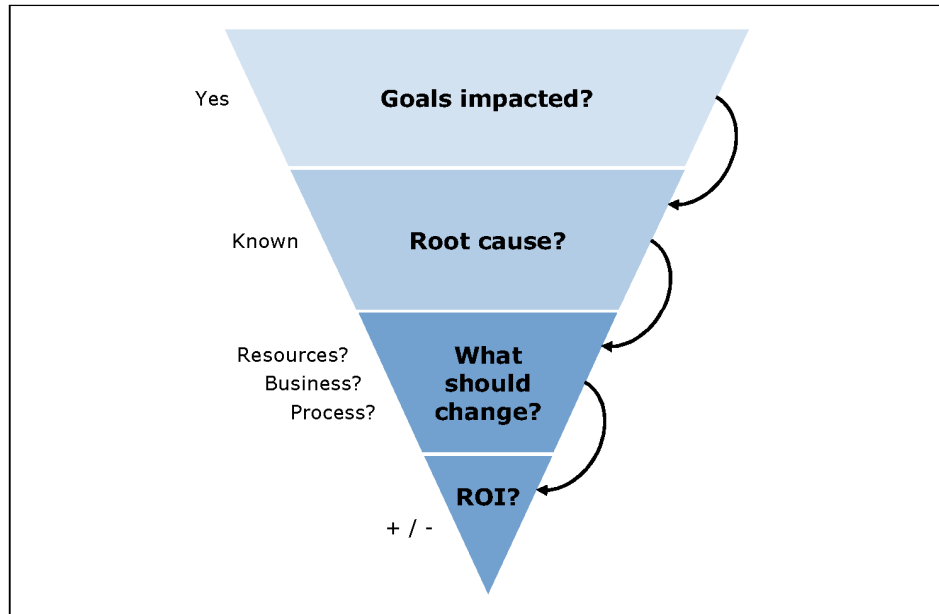 Yes
Goals impacted?
Known
Root cause?
Resources?
Business?
Process?
What
should
change?
ROI?
+ / -